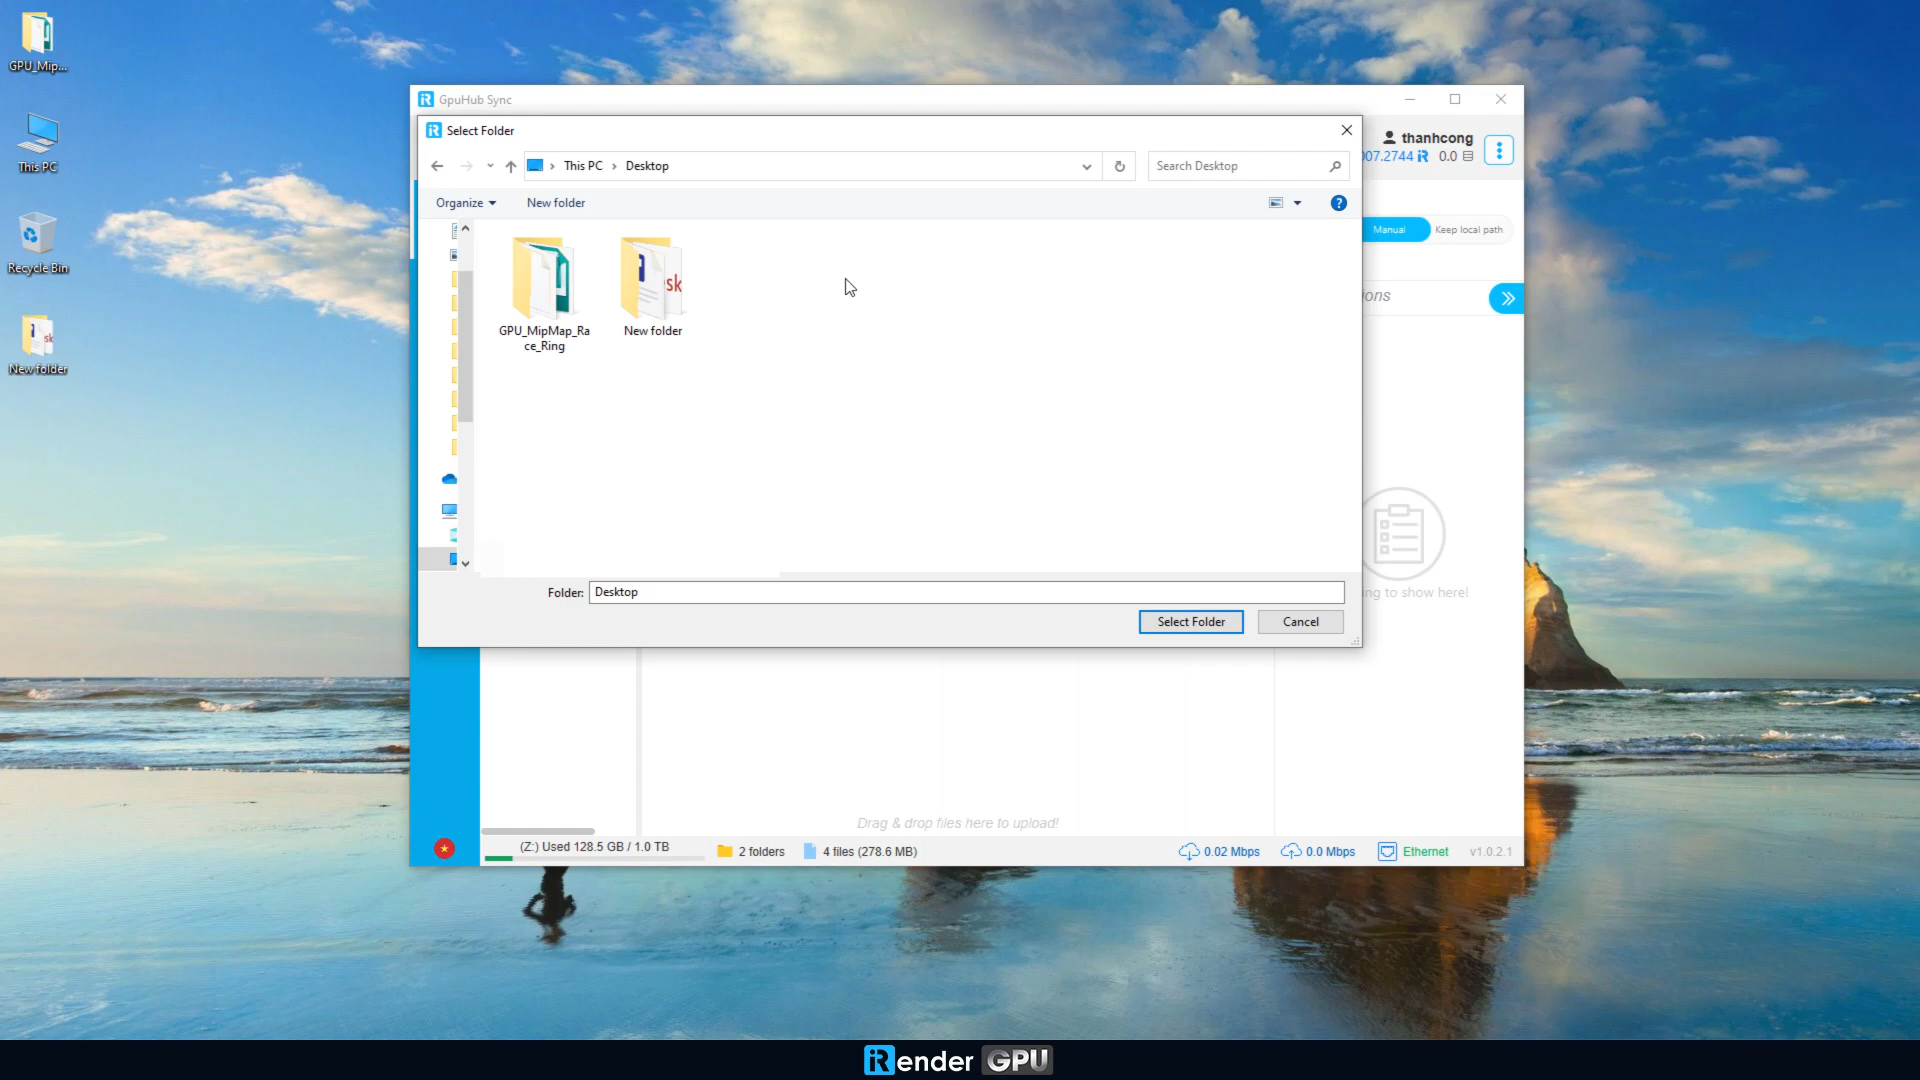 GPU_Mip...
This PC
Recycle Bin
New folder
GpuHub Sync
Select Folder
This PC
Desktop
Search Desktop
Organize
New folder
GPU_MipMap_Ra
ce_Ring
sk
New folder
Folder: Desktop
Select Folder
Cancel
thanhcong
007.2744
0.0
Manual
Keep local path
ions
ng to show here!
Drag & drop files here to upload!
(Z:) Used 128.5 GB / 1.0 TB
2 folders
4 files (278.6 MB)
0.02 Mbps
0.0 Mbps
Ethernet
v1.0.2.1
iRender GPU